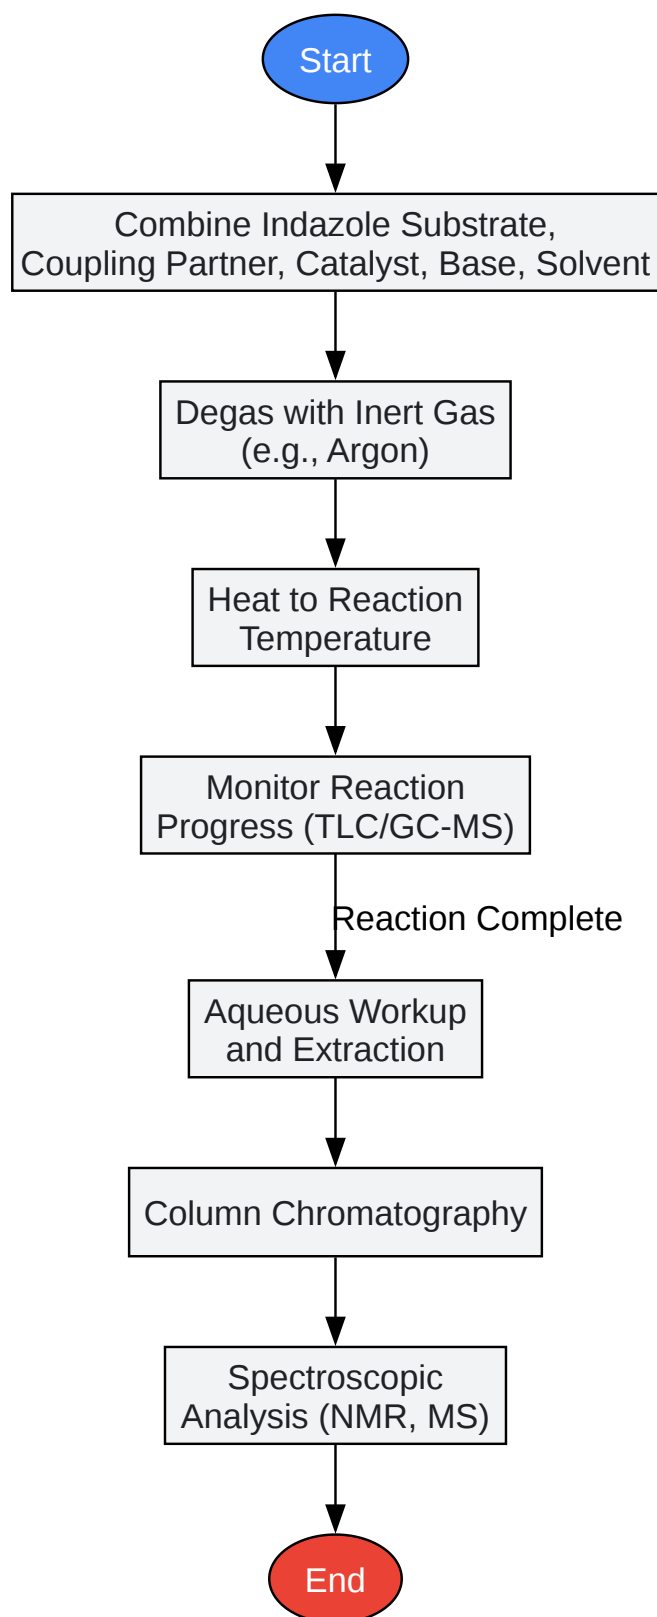 Start
Combine Indazole Substrate,
Coupling Partner, Catalyst, Base, Solvent
Degas with Inert Gas
(e.g., Argon)
Heat to Reaction
Temperature
Monitor Reaction
Progress (TLC/GC-MS)
Reaction Complete
Aqueous Workup
and Extraction
Column Chromatography
Spectroscopic
Analysis (NMR, MS)
End